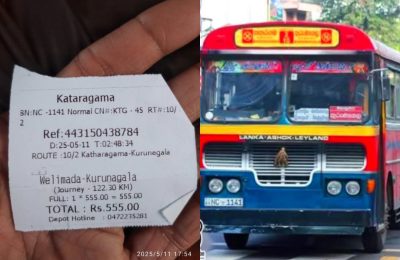 Kataragama
BN:NC -1141 Normal CN#:KTG - 45 RT#:10/
2
Ref:443150438784
D:25-05-11 T:02:48:34
ROUTE :10/2 Katharagama-Kurunegala
Welimada-Kurunagala
(Journey - 122.30 KM)
FULL: 1 * 555.00 = 555.00
TOTAL : Rs.555.00
Depot Hotline : 0472235281
2025/5/11 17:54
LANKA-ASHOK-LEYLAND
NC-1141